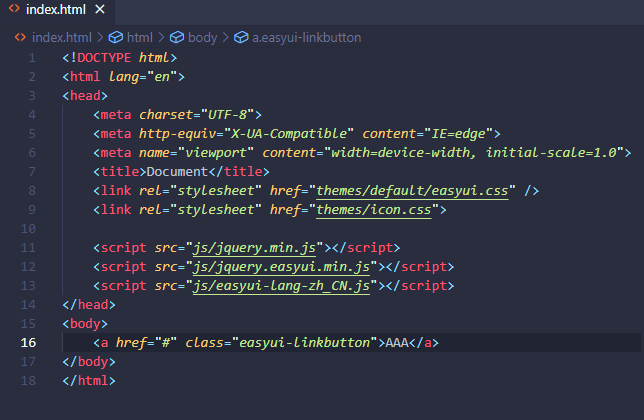 index.html ×
index.html > html > body > a.easyui-linkbutton
1 <!DOCTYPE html>
2 <html lang="en">
3 <head>
4     <meta charset="UTF-8">
5     <meta http-equiv="X-UA-Compatible" content="IE=edge">
6     <meta name="viewport" content="width=device-width, initial-scale=1.0">
7     <title>Document</title>
8     <link rel="stylesheet" href="themes/default/easyui.css" />
9     <link rel="stylesheet" href="themes/icon.css">
10
11     <script src="js/jquery.min.js"></script>
12     <script src="js/jquery.easyui.min.js"></script>
13     <script src="js/easyui-lang-zh_CN.js"></script>
14 </head>
15 <body>
16     <a href="#" class="easyui-linkbutton">AAA</a>
17 </body>
18 </html>